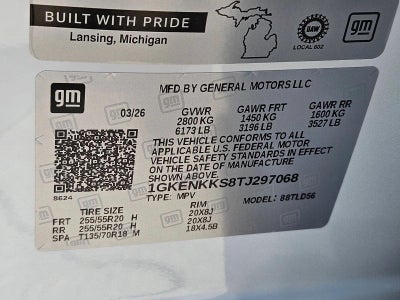 BUILT WITH PRIDE
Lansing, Michigan
UAW
LOCAL 602
gm
gm
MFD BY GENERAL MOTORS LLC
03/26 GVWR GAWR FRT GAWR RR
2800 KG 1450 KG 1600 KG
6173 LB 3196 LB 3527 LB
THIS VEHICLE CONFORMS TO ALL
APPLICABLE U.S. FEDERAL MOTOR
VEHICLE SAFETY STANDARDS IN EFFECT
ON THE DATE OF MANUFACTURE
1GKENKKS8TJ297068
8624 TYPE: MPV MODEL: 88TLD56
TIRE SIZE RIM
FRT 255/55R20 H 20X8J
RR 255/55R20 H 20X8J
SPA T135/70R18 M 18X4.5B